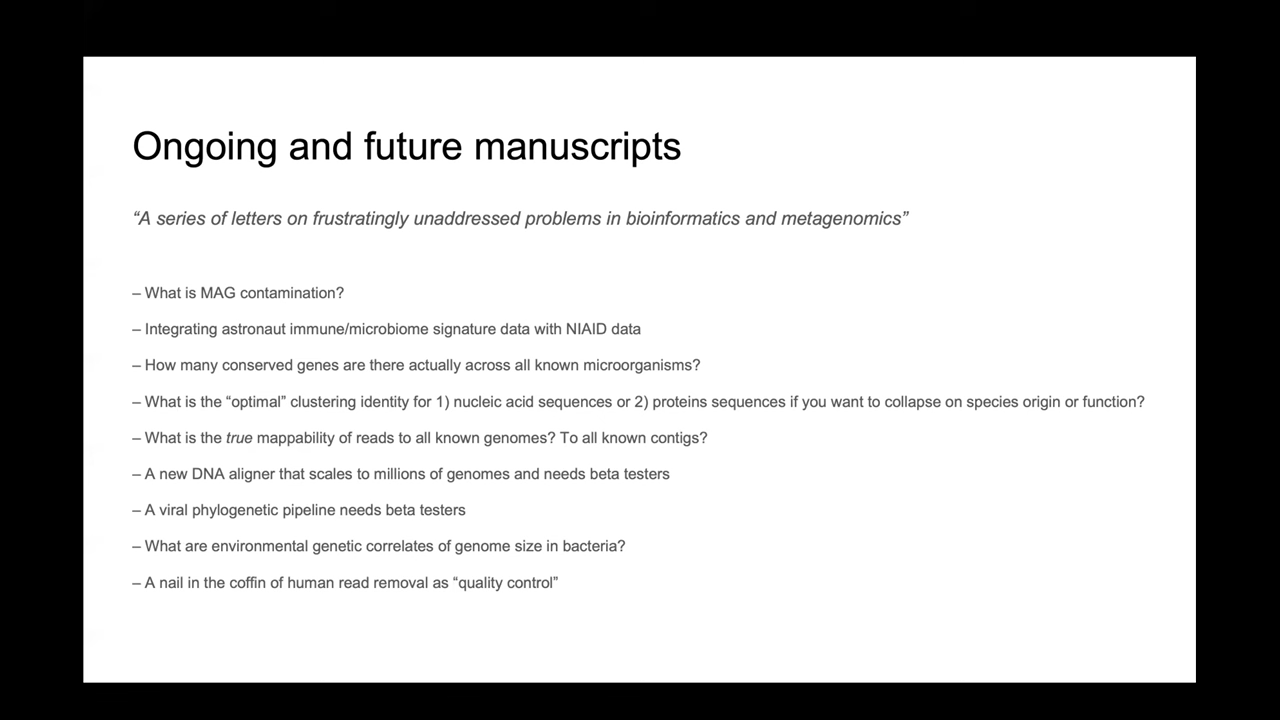 Ongoing and future manuscripts
“A series of letters on frustratingly unaddressed problems in bioinformatics and metagenomics”
– What is MAG contamination?
– Integrating astronaut immune/microbiome signature data with NIAID data
– How many conserved genes are there actually across all known microorganisms?
– What is the “optimal” clustering identity for 1) nucleic acid sequences or 2) proteins sequences if you want to collapse on species origin or function?
– What is the true mappability of reads to all known genomes? To all known contigs?
– A new DNA aligner that scales to millions of genomes and needs beta testers
– A viral phylogenetic pipeline needs beta testers
– What are environmental genetic correlates of genome size in bacteria?
– A nail in the coffin of human read removal as “quality control”